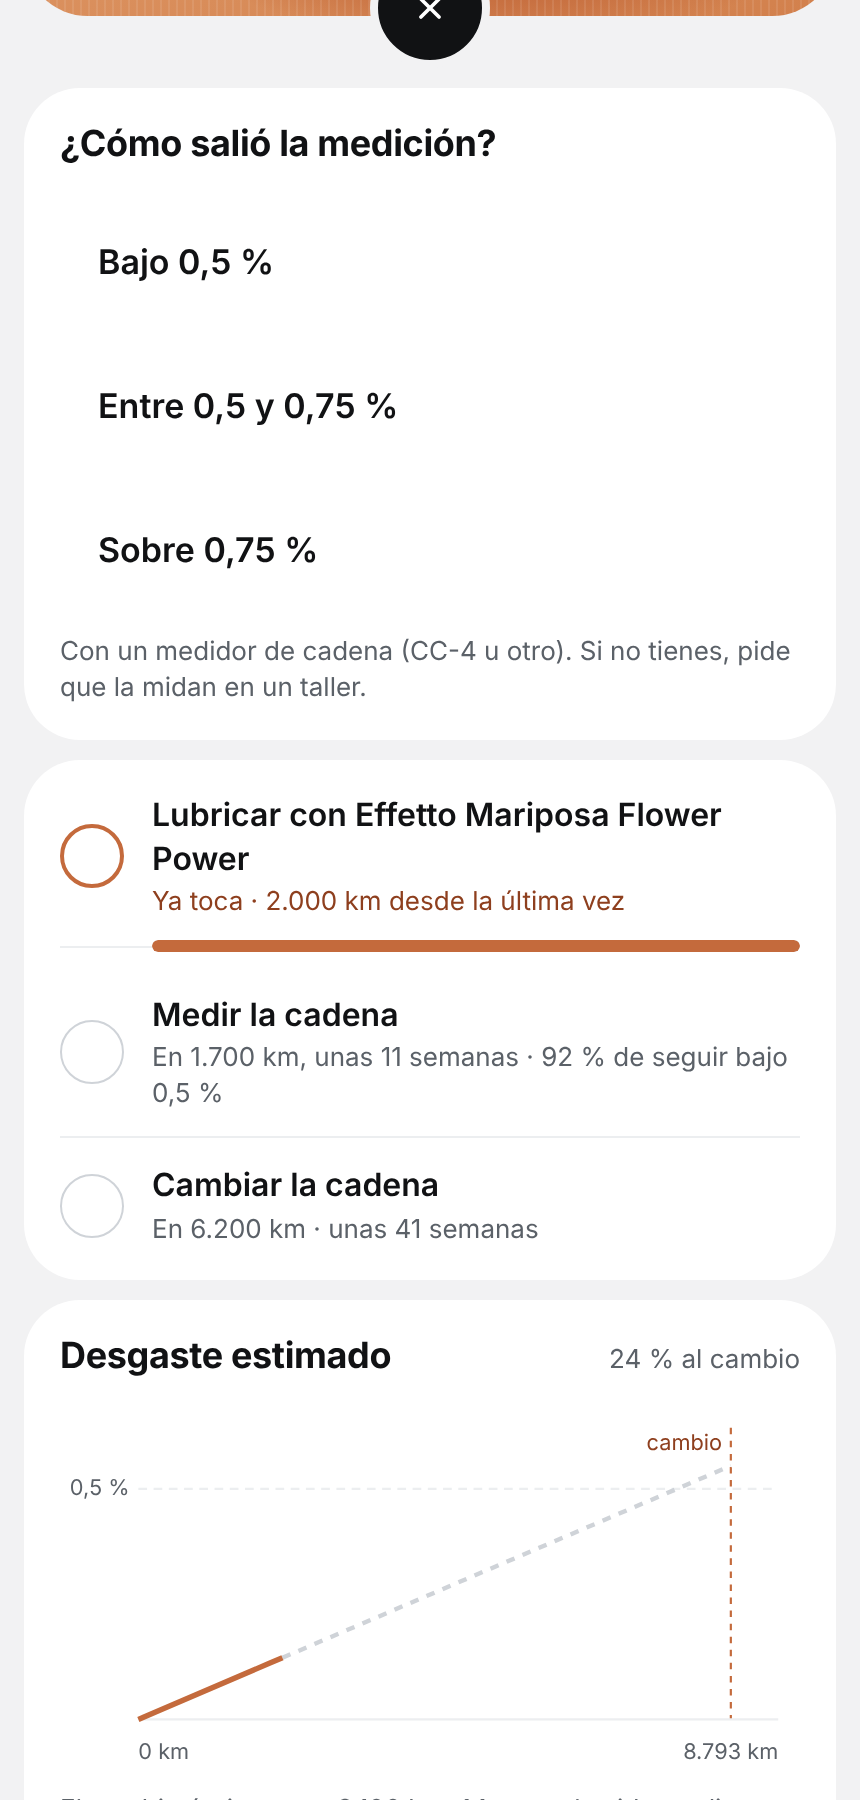 ¿Cómo salió la medición?
Bajo 0,5 %
Entre 0,5 y 0,75 %
Sobre 0,75 %
Con un medidor de cadena (CC-4 u otro). Si no tienes, pide
que la midan en un taller.
Lubricar con Effetto Mariposa Flower
Power
Ya toca · 2.000 km desde la última vez
Medir la cadena
En 1.700 km, unas 11 semanas · 92 % de seguir bajo
0,5 %
Cambiar la cadena
En 6.200 km · unas 41 semanas
Desgaste estimado
24 % al cambio
cambio
0,5 %
0 km
8.793 km